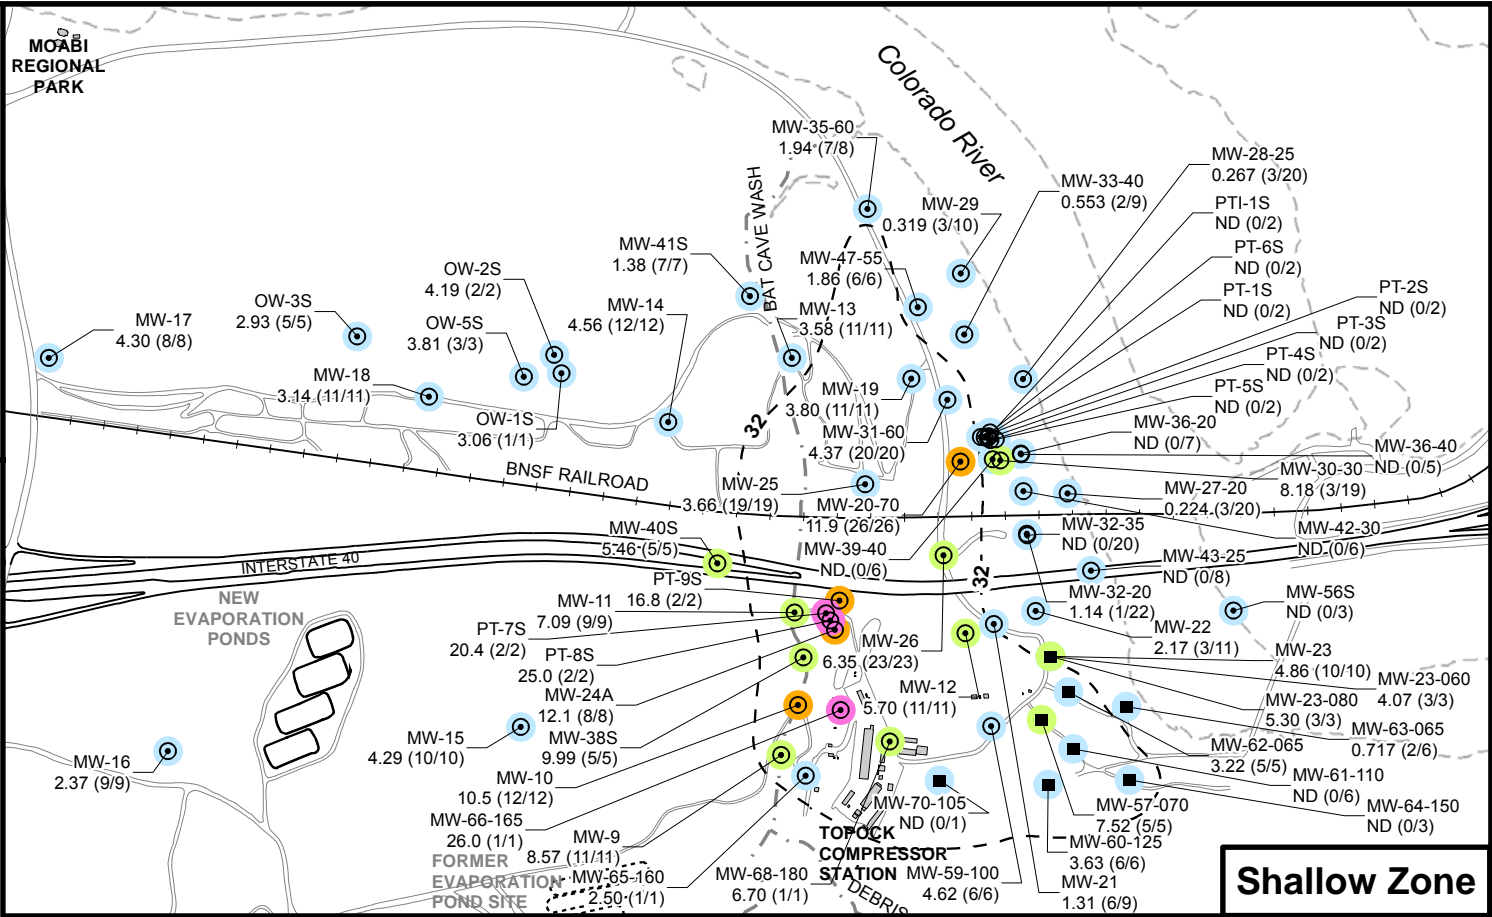 MOABI
REGIONAL
PARK
Colorado River
BAT CAVE WASH
MW-35-60
1.94 (7/8)
MW-28-25
0.267 (3/20)
MW-33-40
0.553 (2/9)
MW-29
0.319 (3/10)
PTI-1S
ND (0/2)
PT-6S
ND (0/2)
PT-1S
ND (0/2)
PT-2S
ND (0/2)
PT-3S
ND (0/2)
PT-4S
ND (0/2)
PT-5S
ND (0/2)
MW-41S
1.38 (7/7)
MW-47-55
1.86 (6/6)
OW-2S
4.19 (2/2)
OW-3S
2.93 (5/5)
OW-5S
3.81 (3/3)
MW-14
4.56 (12/12)
MW-13
3.58 (11/11)
MW-17
4.30 (8/8)
MW-18
3.14 (11/11)
OW-1S
3.06 (1/1)
MW-19
3.80 (11/11)
MW-31-60
4.37 (20/20)
32
MW-36-20
ND (0/7)
MW-36-40
ND (0/5)
MW-30-30
8.18 (3/19)
BNSF RAILROAD
MW-25
3.66 (19/19)
MW-20-70
11.9 (26/26)
MW-27-20
0.224 (3/20)
MW-42-30
ND (0/6)
MW-40S
5.46 (5/5)
MW-39-40
ND (0/6)
MW-32-35
ND (0/20)
MW-43-25
ND (0/8)
INTERSTATE 40
32
MW-32-20
1.14 (1/22)
MW-56S
ND (0/3)
PT-9S
16.8 (2/2)
MW-11
7.09 (9/9)
NEW
EVAPORATION
PONDS
PT-7S
20.4 (2/2)
PT-8S
25.0 (2/2)
MW-26
6.35 (23/23)
MW-22
2.17 (3/11)
MW-23
4.86 (10/10)
MW-23-060
4.07 (3/3)
MW-23-080
5.30 (3/3)
MW-24A
12.1 (8/8)
MW-12
5.70 (11/11)
MW-63-065
0.717 (2/6)
MW-15
4.29 (10/10)
MW-38S
9.99 (5/5)
MW-62-065
3.22 (5/5)
MW-16
2.37 (9/9)
MW-10
10.5 (12/12)
MW-61-110
ND (0/6)
MW-64-150
ND (0/3)
MW-66-165
26.0 (1/1)
MW-70-105
ND (0/1)
MW-57-070
7.52 (5/5)
MW-9
8.57 (11/11)
TOPOCK
COMPRESSOR
STATION
MW-60-125
3.63 (6/6)
FORMER
EVAPORATION
POND SITE
MW-65-160
2.50 (1/1)
MW-68-180
6.70 (1/1)
DEBRIS
MW-59-100
4.62 (6/6)
MW-21
1.31 (6/9)
Shallow Zone